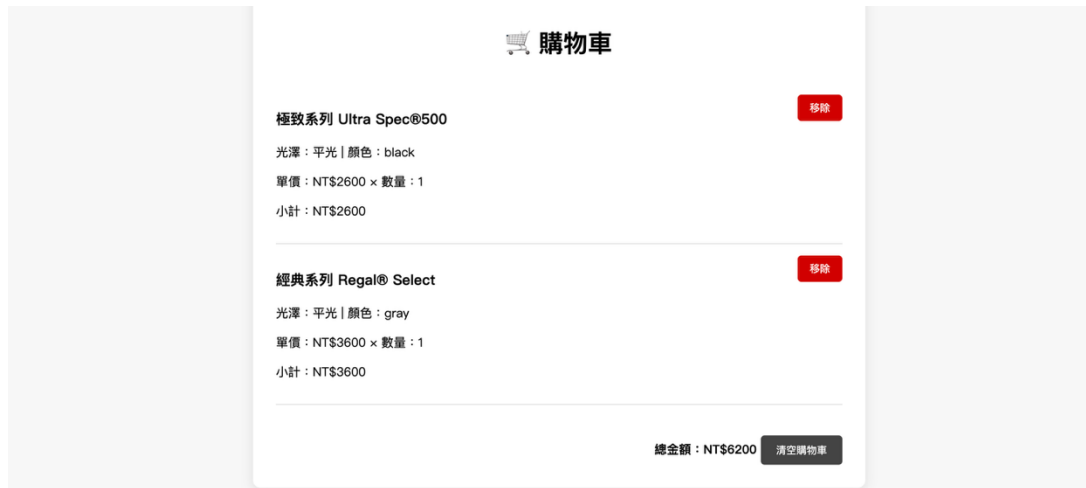 🛒 購物車
移除
極致系列 Ultra Spec®500
光澤：平光 | 顏色：black
單價：NT$2600 × 數量：1
小計：NT$2600
移除
經典系列 Regal® Select
光澤：平光 | 顏色：gray
單價：NT$3600 × 數量：1
小計：NT$3600
總金額：NT$6200 清空購物車